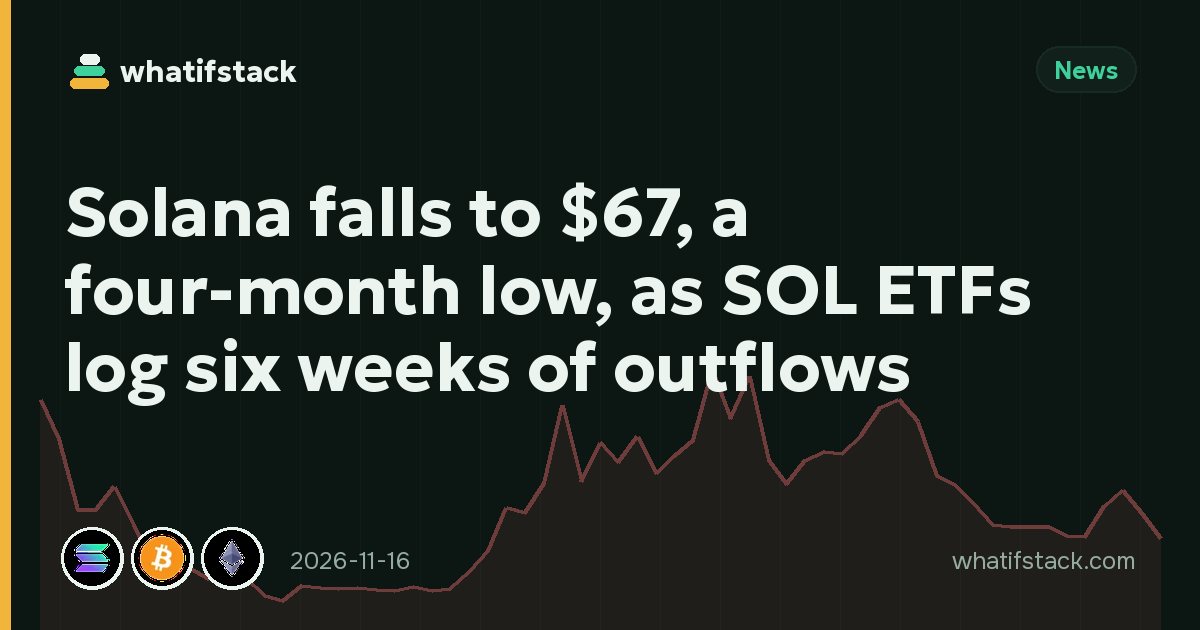 whatifstack
News
Solana falls to $67, a
four-month low, as SOL ETFs
log six weeks of outflows
2026-11-16
whatifstack.com